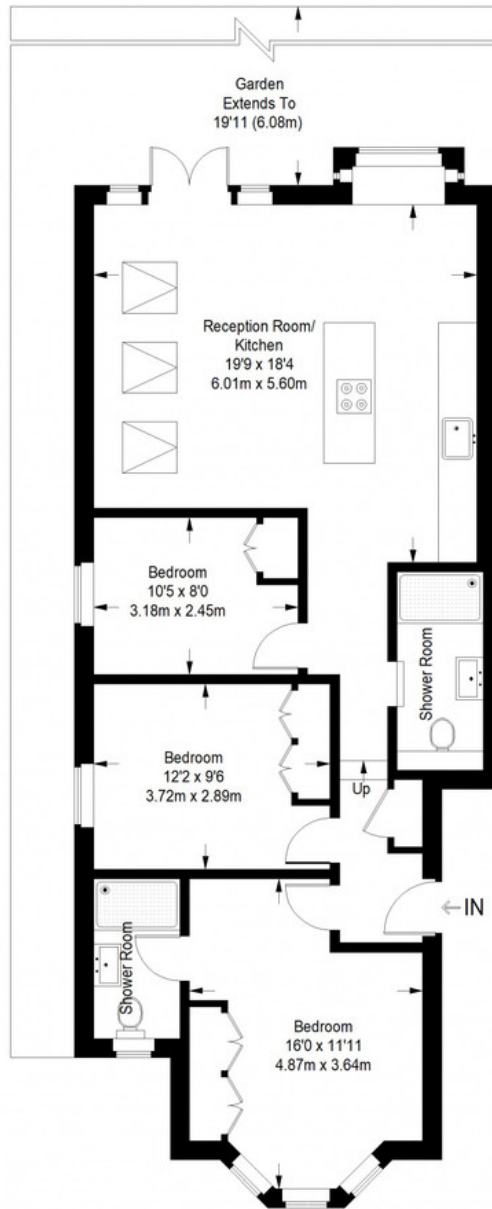 Garden
Extends To
19'11 (6.08m)
Reception Room/
Kitchen
19'9 x 18'4
6.01m x 5.60m
Bedroom
10'5 x 8'0
3.18m x 2.45m
Shower Room
Bedroom
12'2 x 9'6
3.72m x 2.89m
Up
IN
Shower Room
Bedroom
16'0 x 11'11
4.87m x 3.64m